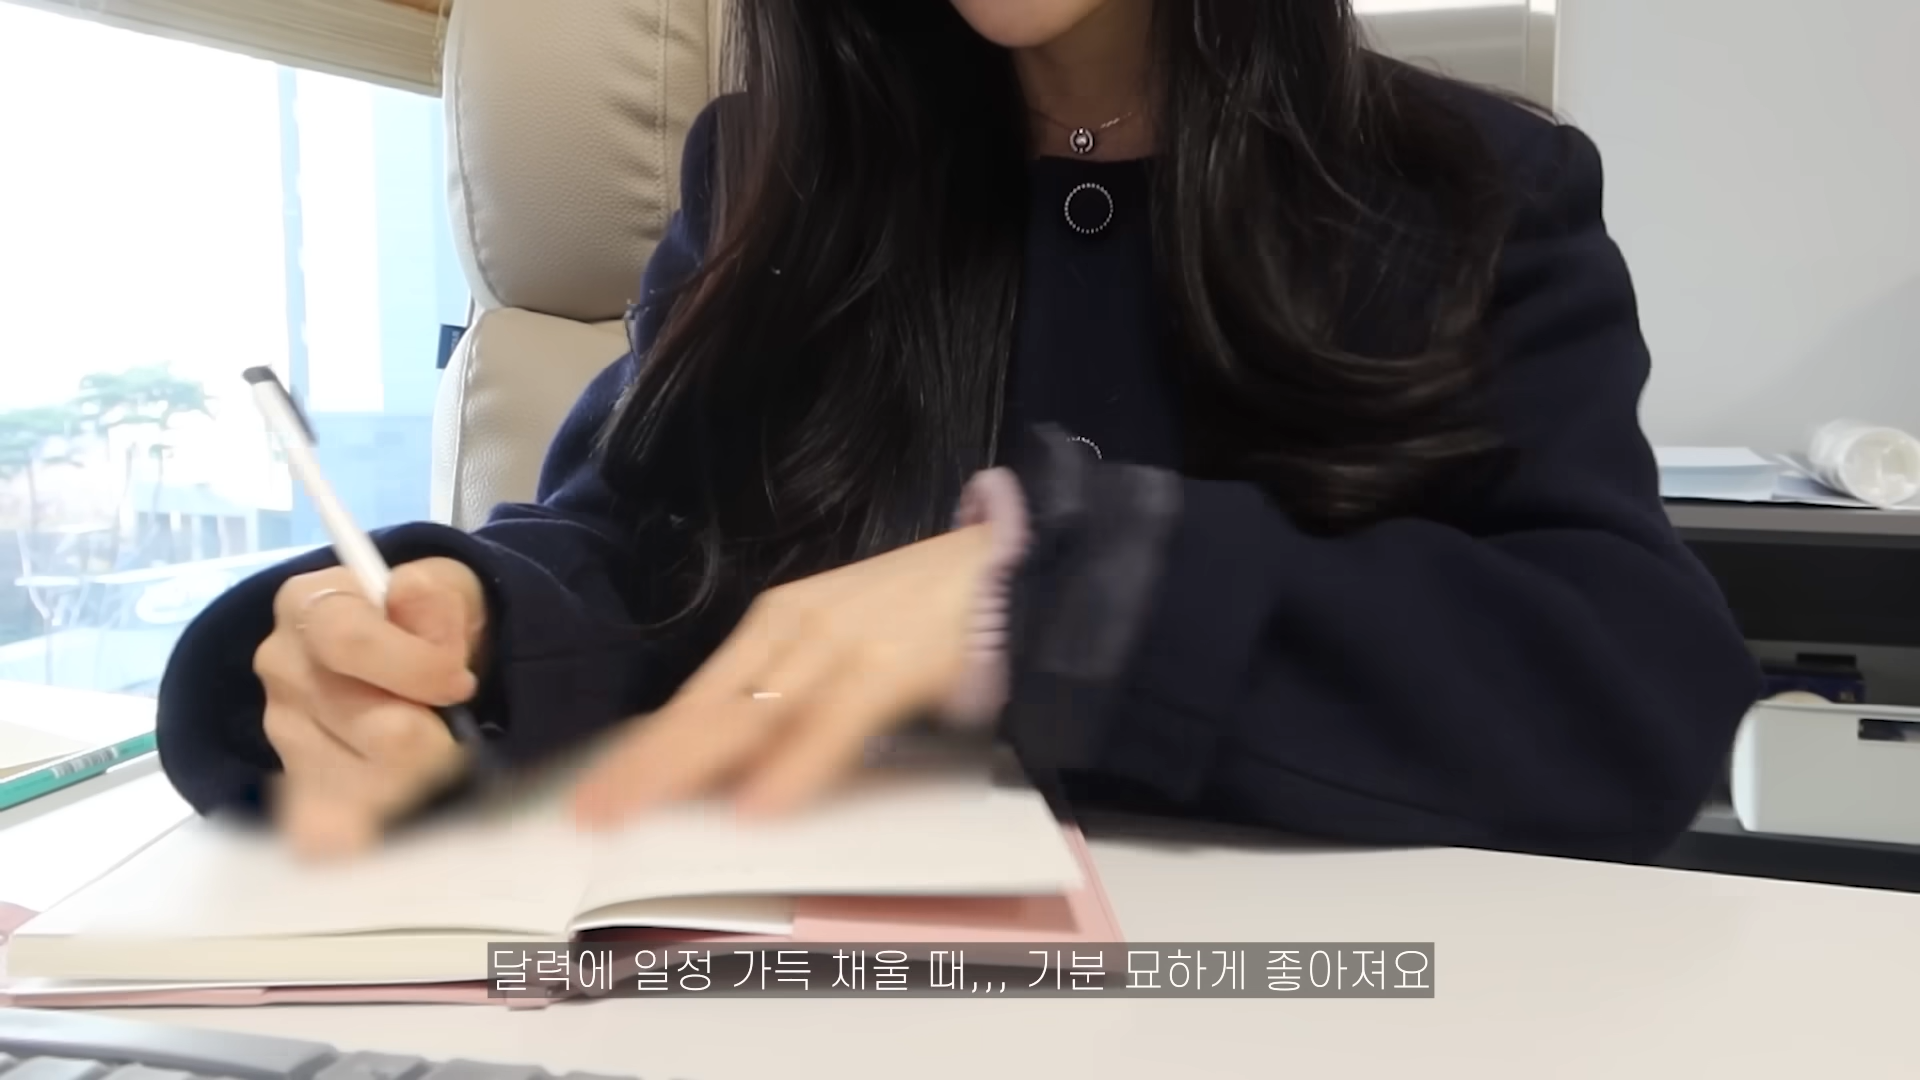 달력에 일정 가득 채울 때,,, 기분 묘하게 좋아져요